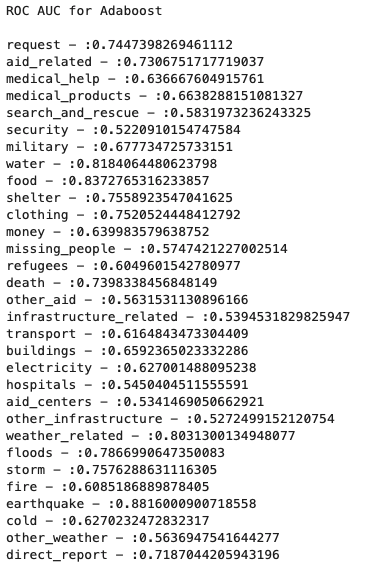 ROC AUC for Adaboost
request – :0.7447398269461112
aid_related – :0.7306751717719037
medical_help – :0.636667604915761
medical_products – :0.6638288151081327
search_and_rescue – :0.5831973236243325
security – :0.5220910154747584
military – :0.677734725733151
water – :0.8184064480623798
food – :0.8372765316233857
shelter – :0.7558923547041625
clothing – :0.7520524448412792
money – :0.639983579638752
missing_people – :0.5747421227002514
refugees – :0.6049601542780977
death – :0.7398338456848149
other_aid – :0.5631531130896166
infrastructure_related – :0.5394531829825947
transport – :0.6164843473304409
buildings – :0.6592365023332286
electricity – :0.627001488095238
hospitals – :0.5450404511555591
aid_centers – :0.5341469050662921
other_infrastructure – :0.5272499152120754
weather_related – :0.8031300134948077
floods – :0.7866990647350083
storm – :0.7576288631116305
fire – :0.6085186889878405
earthquake – :0.8816000900718558
cold – :0.6270232472832317
other_weather – :0.5636947541644277
direct_report – :0.7187044205943196